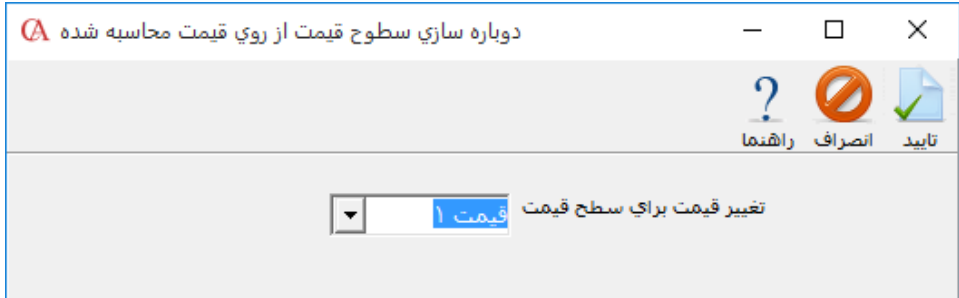 دوباره سازي سطوح قيمت از روي قيمت محاسبه شده
تاييد
انصراف
راهنما
تغيير قيمت براي سطح قيمت
قيمت ۱